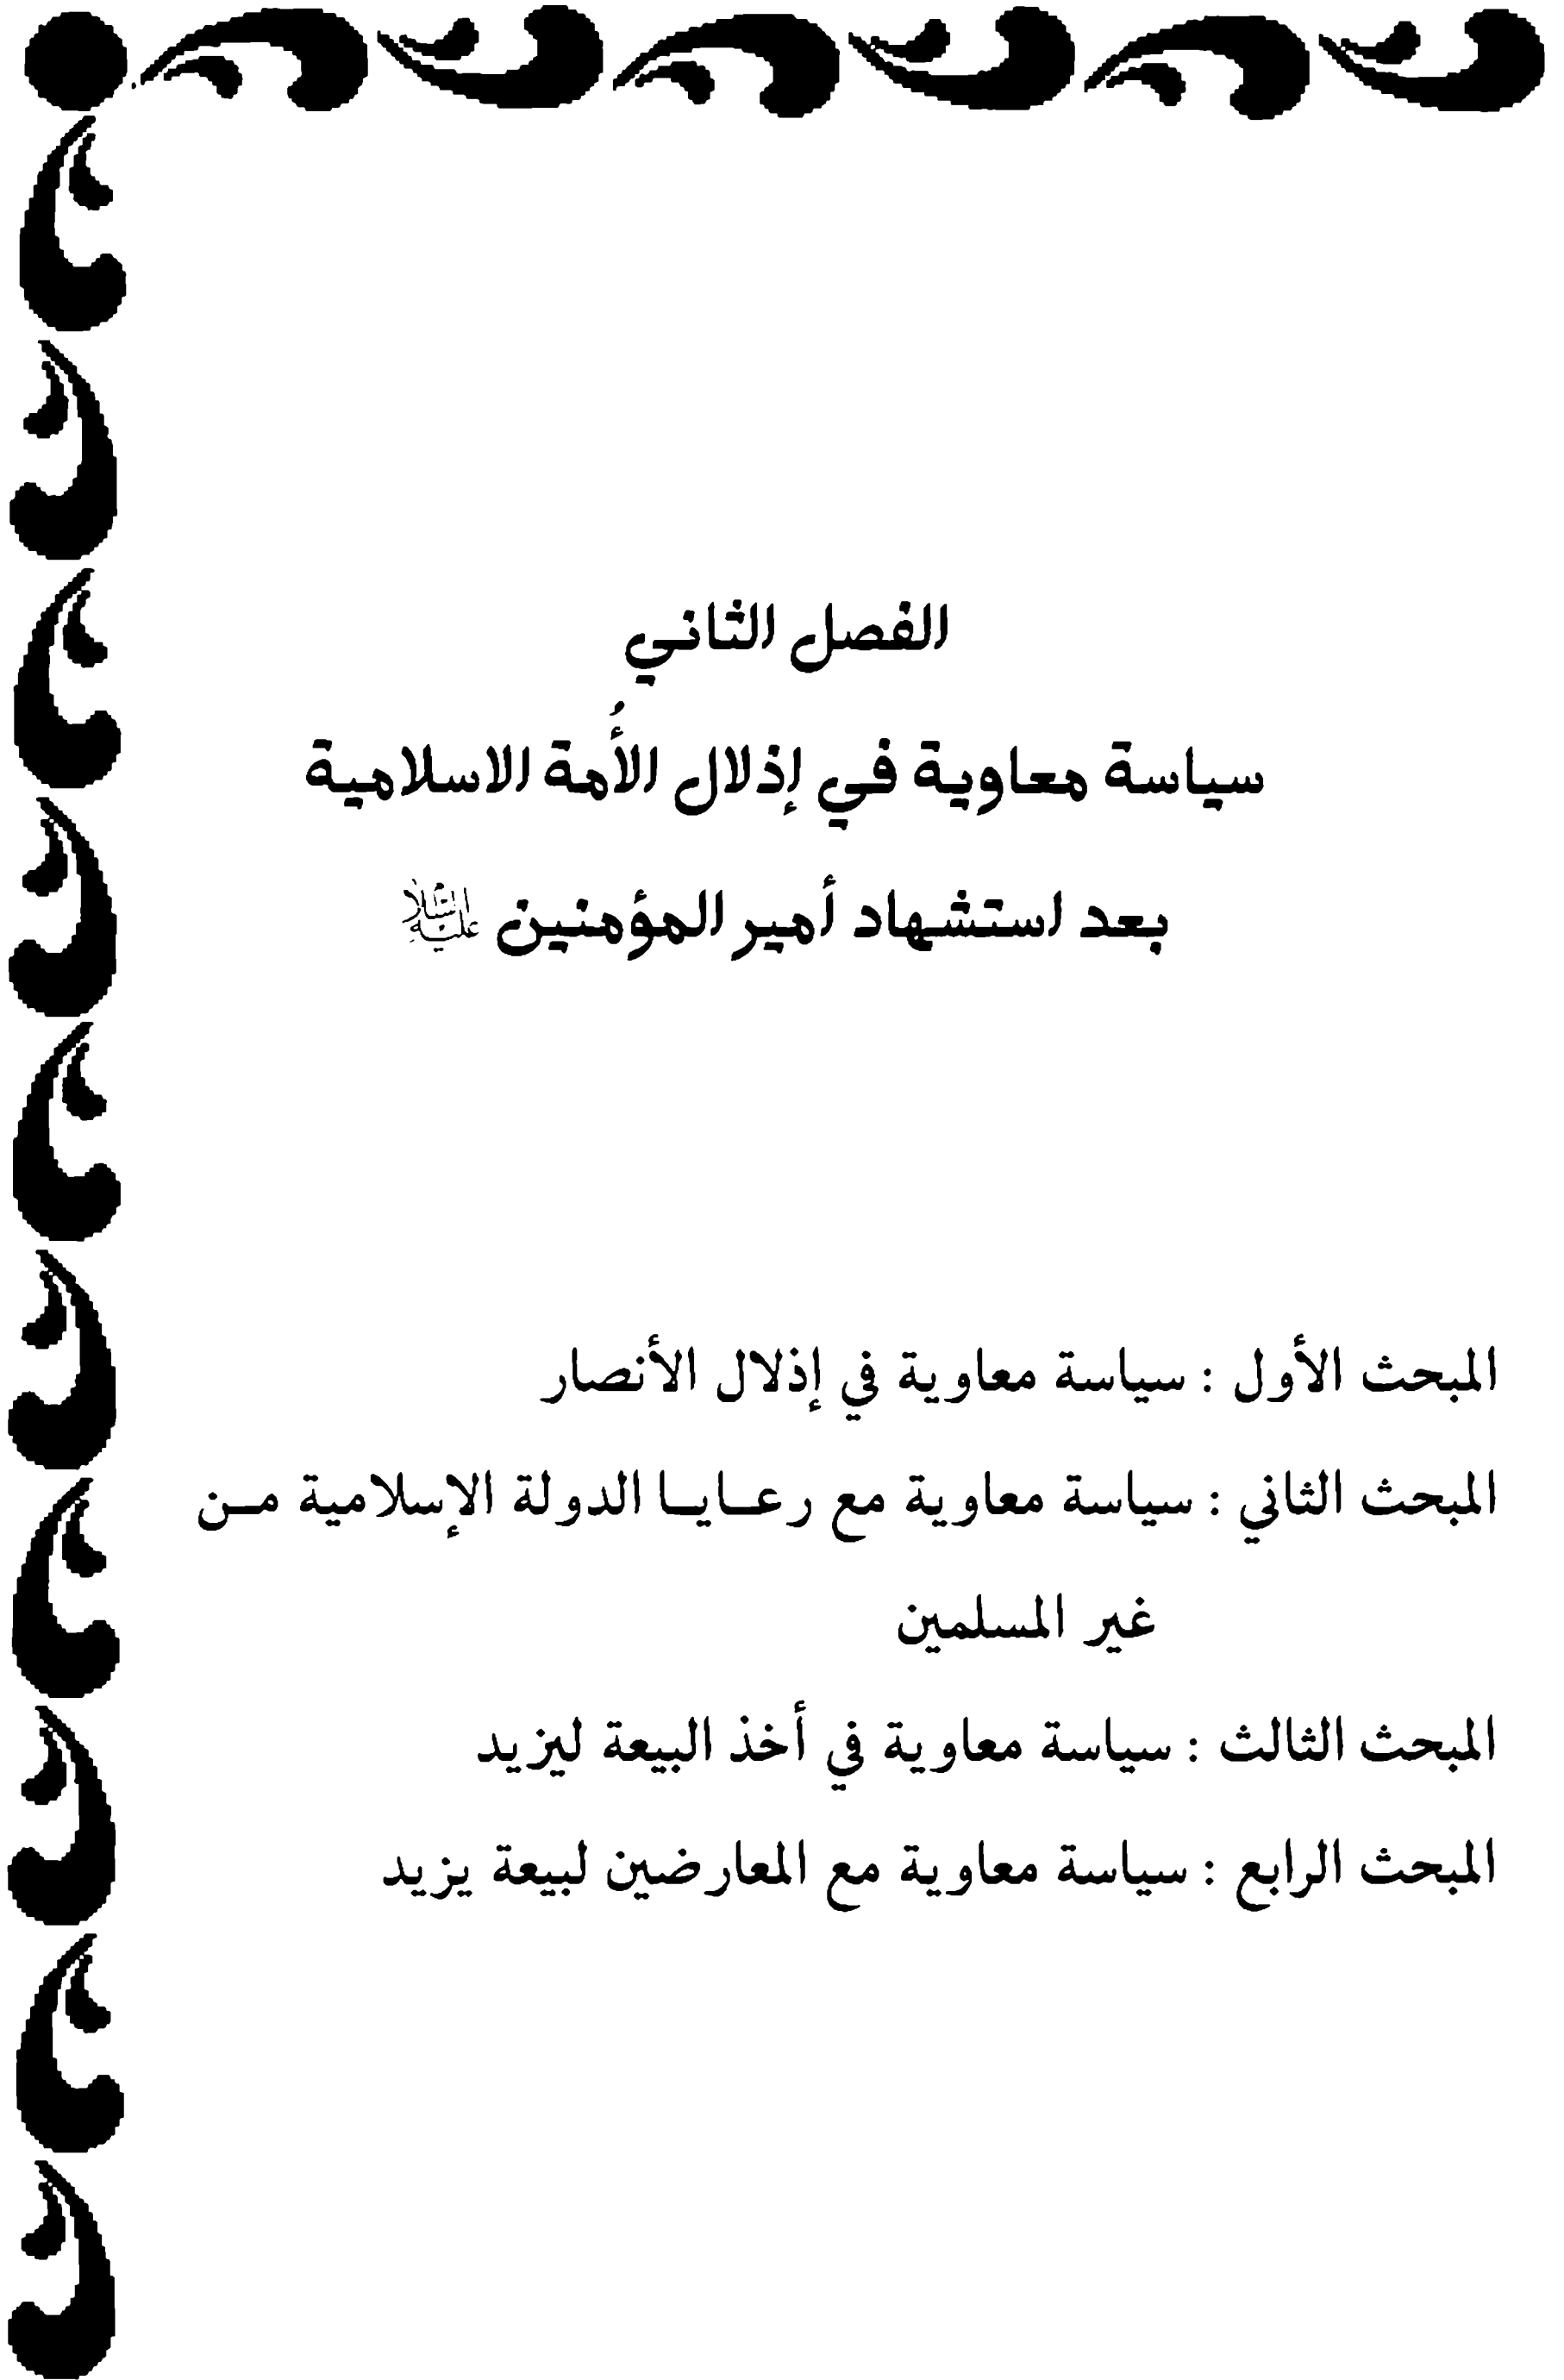 الفصل الثاني
سياسة معاوية في إذلال الأُمة الاسلامية
بعد استشهاد أمير المؤمنين عليه السلام
المبحث الأول : سياسة معاوية في إذلال الأنصار
المبحث الثاني : سياسة معاوية مع رعايا الدولة الإسلامية من
غير المسلمين
المبحث الثالث : سياسة معاوية في أخذ البيعة ليزيد
المبحث الرابع : سياسة معاوية مع المعارضين لبيعة يزيد